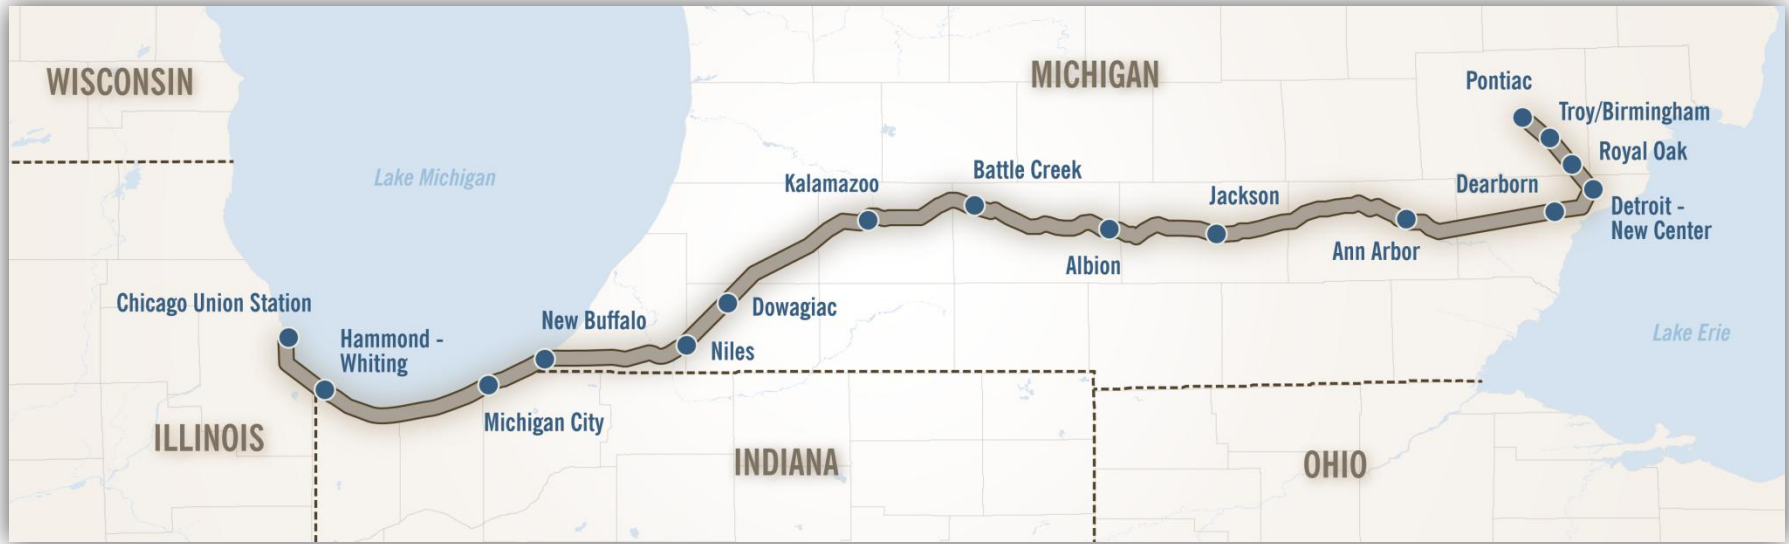 WISCONSIN
MICHIGAN
Pontiac
Troy/Birmingham
Royal Oak
Lake Michigan
Kalamazoo
Battle Creek
Jackson
Dearborn
Detroit -
New Center
Albion
Ann Arbor
Chicago Union Station
Hammond -
Whiting
New Buffalo
Dowagiac
Niles
Lake Erie
Michigan City
ILLINOIS
INDIANA
OHIO